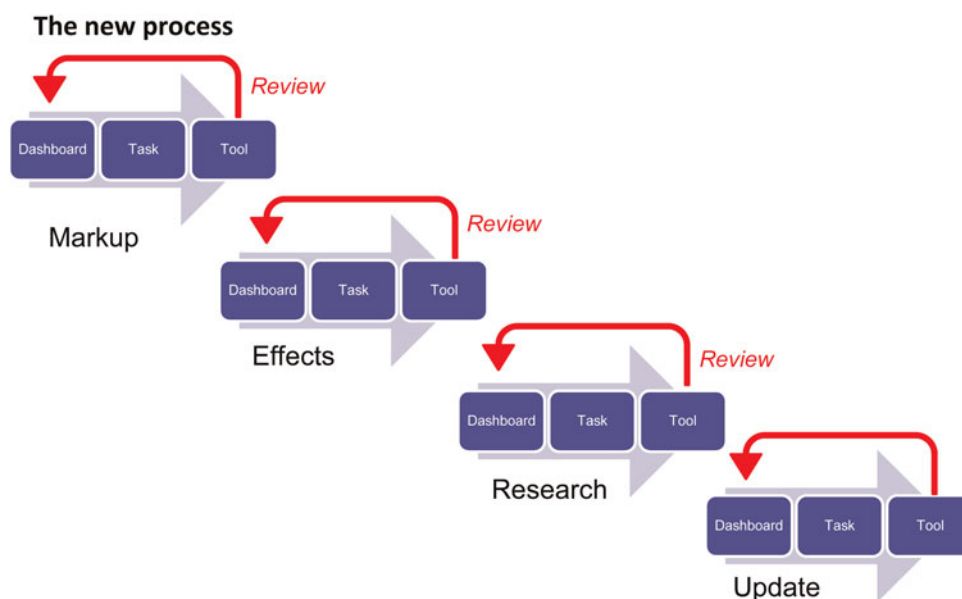 The new process
Review
Dashboard Task Tool
Markup
Review
Dashboard Task Tool
Effects
Review
Dashboard Task Tool
Research
Dashboard Task Tool
Update